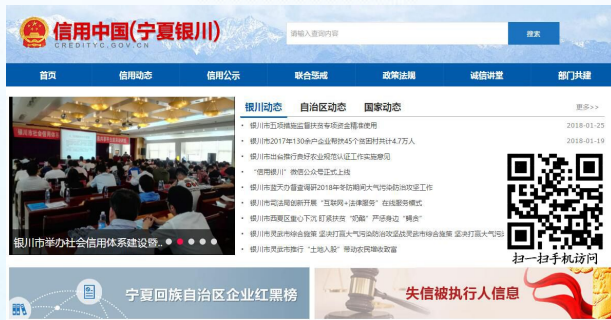 信用中国(宁夏银川)
CREDITYC.GOV.CN
请输入查询内容
搜索
首页 信用动态 信用公示 联合惩戒 政策法规 诚信讲堂 部门共建
银川动态 自治区动态 国家动态 更多>>
· 银川市五项措施监督扶贫专项资金精准使用 2018-01-25
· 银川市2017年130余户企业帮扶45个贫困村共计4.7万人 2018-01-19
· 银川市出台推行良好农业规范认证工作实施意见
· “信用银川”微信公众号正式上线
· 银川市蓝天办督查调研2018年冬防期间大气污染防治攻坚工作
· 银川市司法局创新开展“互联网+法律服务”在线服务模式
· 银川市西夏区重心下沉 盯紧扶贫“奶酪”严惩身边“蝇贪”
· 银川市灵武市综合施策 坚决打赢大气污染防治攻坚战灵武市综合施策 坚决打赢大气污染
· 银川市灵武市推行“土地入股”带动农民增收致富
银川市举办社会信用体系建设暨..
扫一扫手机访问
宁夏回族自治区企业红黑榜
失信被执行人信息